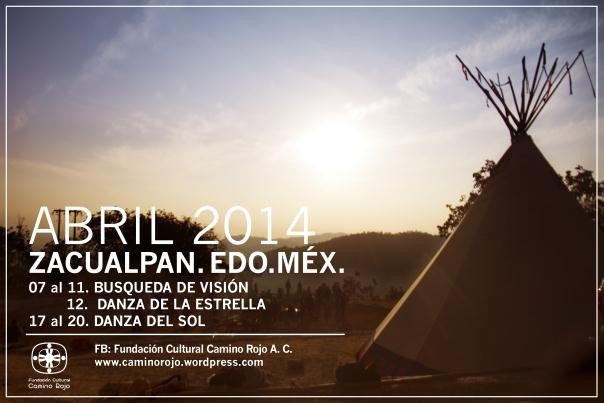 ABRIL 2014
ZACUALPAN. EDO.MÉX.
07 al 11. BUSQUEDA DE VISIÓN
12. DANZA DE LA ESTRELLA
17 al 20. DANZA DEL SOL
FB: Fundación Cultural Camino Rojo A. C.
www.caminorojo.wordpress.com
Fundación Cultural
Camino Rojo